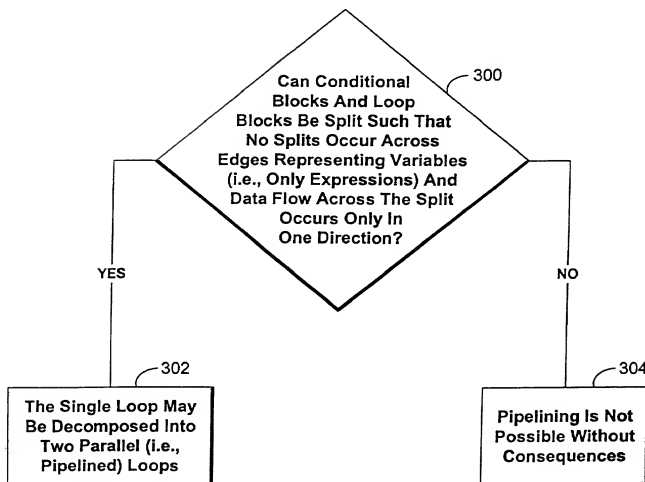 300
Can Conditional
Blocks And Loop
Blocks Be Split Such That
No Splits Occur Across
Edges Representing Variables
(i.e., Only Expressions) And
Data Flow Across The Split
Occurs Only In
One Direction?
YES
NO
302
The Single Loop May
Be Decomposed Into
Two Parallel (i.e.,
Pipelined) Loops
304
Pipelining Is Not
Possible Without
Consequences